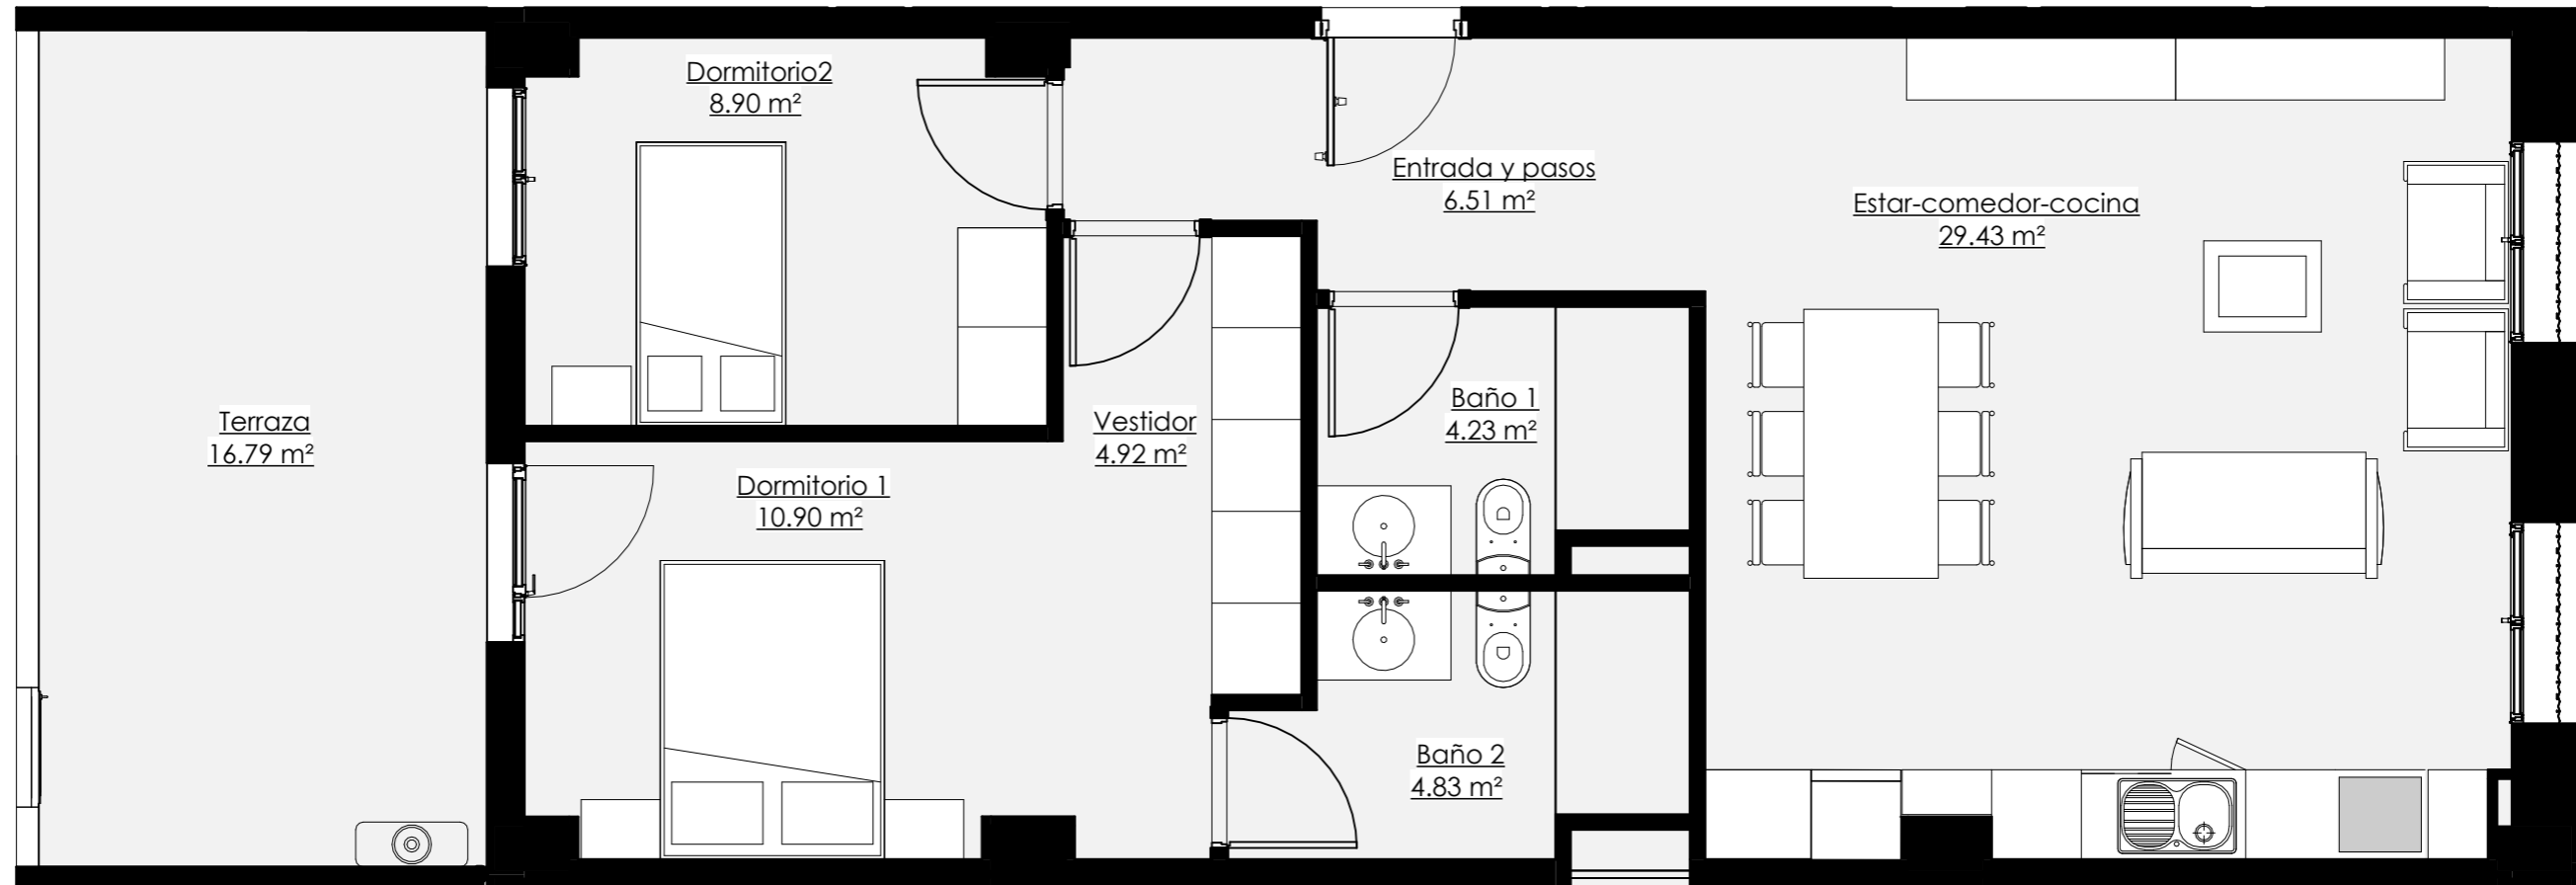 Dormitorio2
8.90 m²
Entrada y pasos
6.51 m²
Estar-comedor-cocina
29.43 m²
Terraza
16.79 m²
Dormitorio 1
10.90 m²
Vestidor
4.92 m²
Baño 1
4.23 m²
Baño 2
4.83 m²